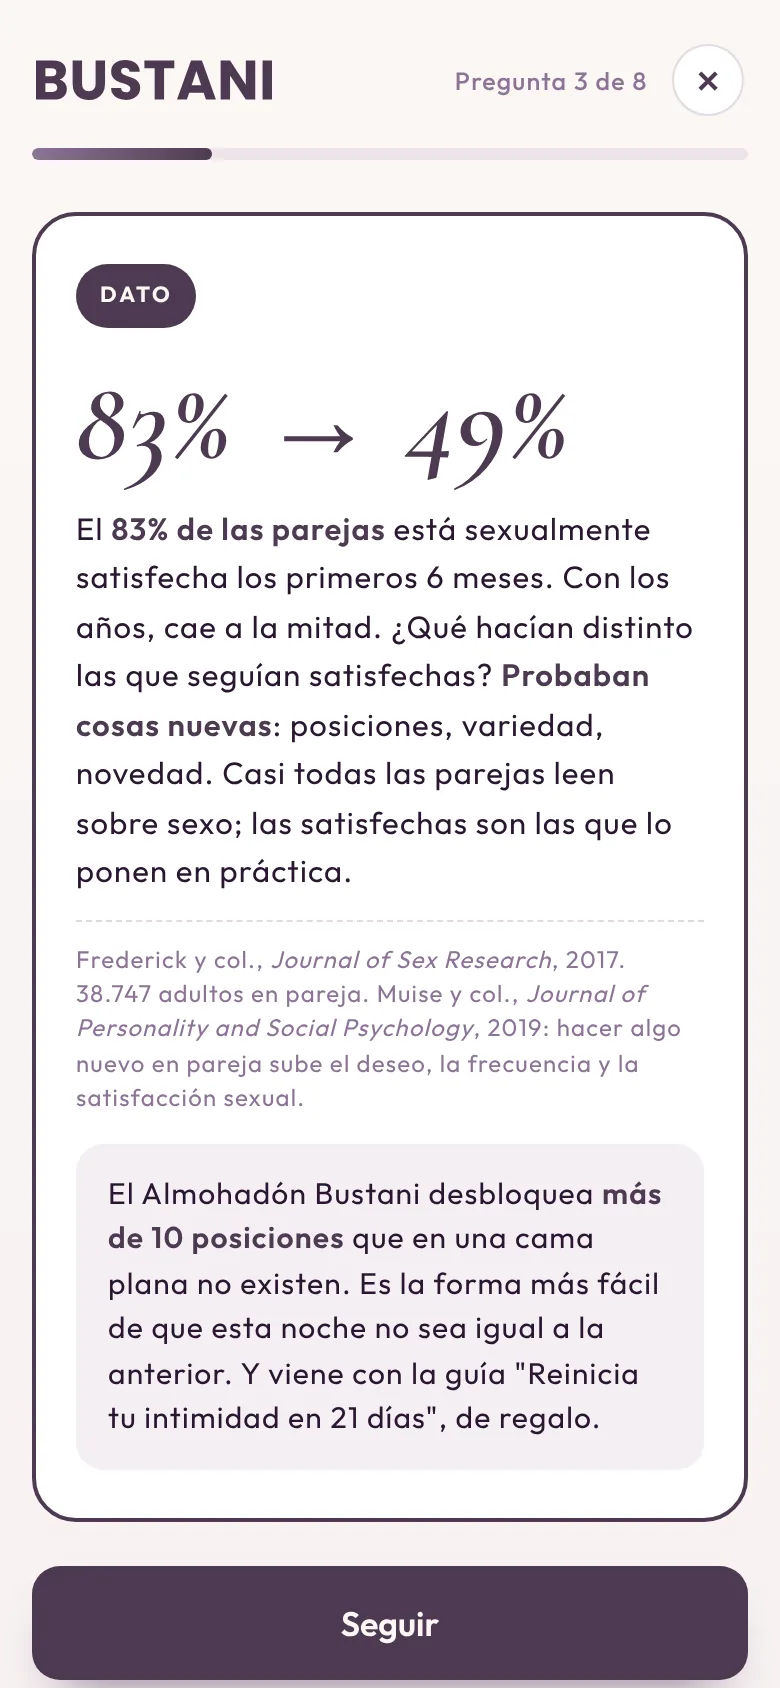 BUSTANI
Pregunta 3 de 8
×
DATO
83% → 49%
El 83% de las parejas está sexualmente
satisfecha los primeros 6 meses. Con los
años, cae a la mitad. ¿Qué hacían distinto
las que seguían satisfechas? Probaban
cosas nuevas: posiciones, variedad,
novedad. Casi todas las parejas leen
sobre sexo; las satisfechas son las que lo
ponen en práctica.
Frederick y col., Journal of Sex Research, 2017.
38.747 adultos en pareja. Muise y col., Journal of
Personality and Social Psychology, 2019: hacer algo
nuevo en pareja sube el deseo, la frecuencia y la
satisfacción sexual.
El Almohadón Bustani desbloquea más
de 10 posiciones que en una cama
plana no existen. Es la forma más fácil
de que esta noche no sea igual a la
anterior. Y viene con la guía "Reinicia
tu intimidad en 21 días", de regalo.
Seguir